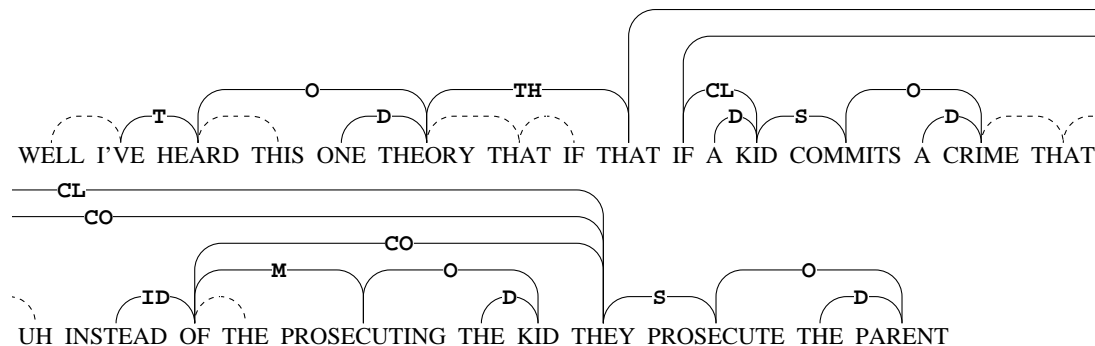 TH
O CL O
T D D S D
WELL I'VE HEARD THIS ONE THEORY THAT IF THAT IF A KID COMMITS A CRIME THAT
CL
CO
CO
M O O
ID D S D
UH INSTEAD OF THE PROSECUTING THE KID THEY PROSECUTE THE PARENT